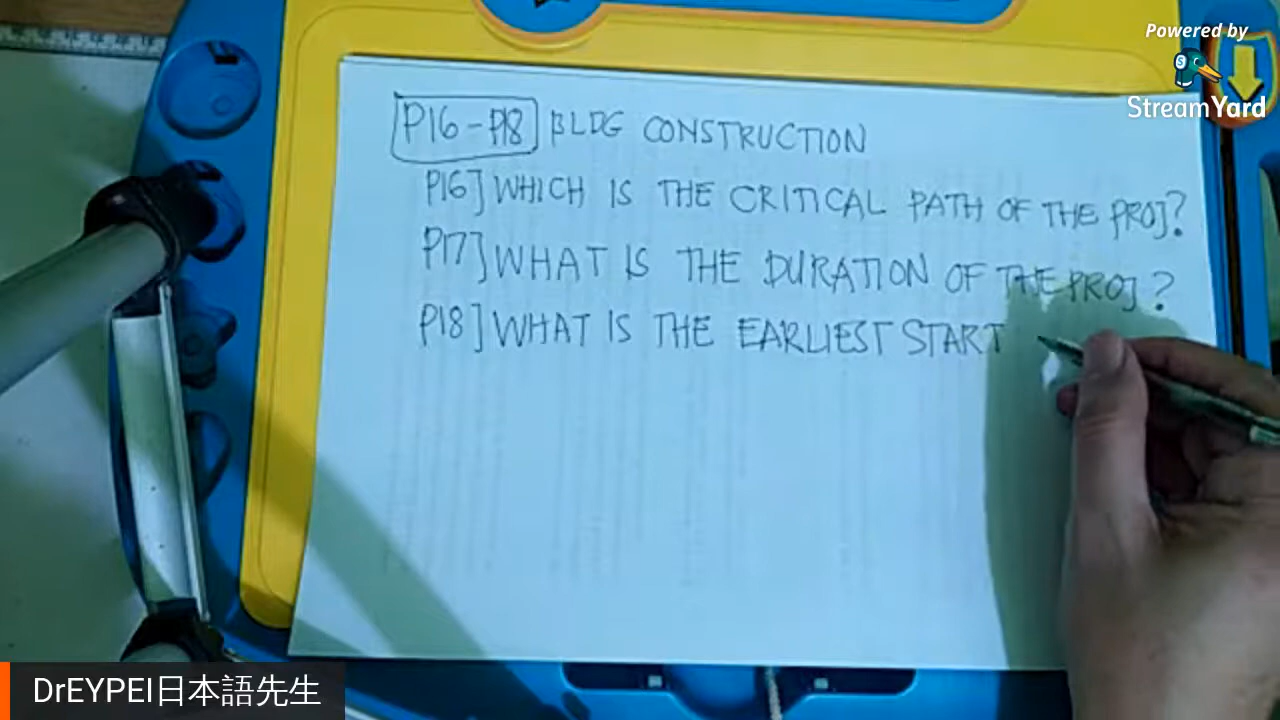 Powered by
StreamYard
P16-P18 BLDG CONSTRUCTION
P16] WHICH IS THE CRITICAL PATH OF THE PROJ?
P17] WHAT IS THE DURATION OF THE PROJ?
P18] WHAT IS THE EARLIEST START
DrEYPEI日本語先生